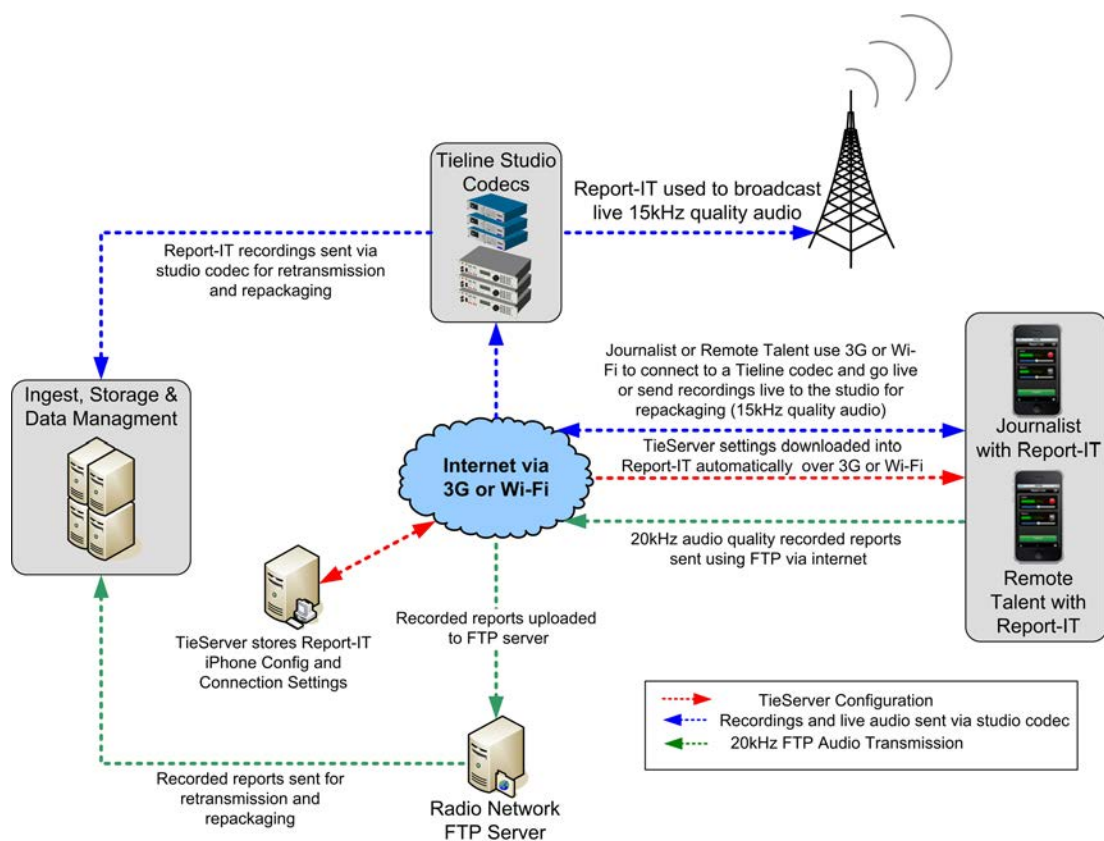 Tieline Studio
Codecs
Report-IT used to broadcast
live 15kHz quality audio
Report-IT recordings sent via
studio codec for retransmission
and repackaging
Ingest, Storage &
Data Managment
Journalist or Remote Talent use 3G or Wi-
Fi to connect to a Tieline codec and go live
or send recordings live to the studio for
repackaging (15kHz quality audio)
Journalist
with Report-IT
TieServer settings downloaded into
Report-IT automatically over 3G or Wi-Fi
Internet via
3G or Wi-Fi
20kHz audio quality recorded reports
sent using FTP via internet
Remote
Talent with
Report-IT
Recorded reports uploaded
to FTP server
TieServer stores Report-IT
iPhone Config and
Connection Settings
TieServer Configuration
Recordings and live audio sent via studio codec
20kHz FTP Audio Transmission
Recorded reports sent for
retransmission and
repackaging
Radio Network
FTP Server